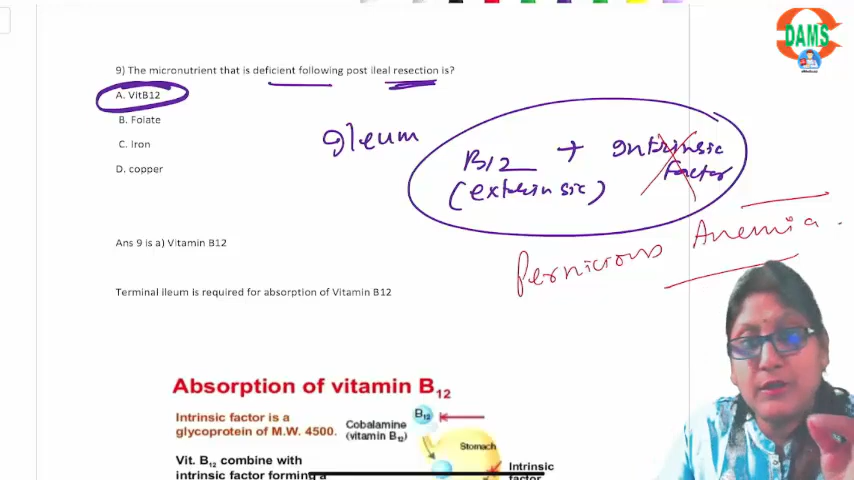 DAMS
9) The micronutrient that is deficient following post ileal resection is?
A. VitB12
B. Folate
C. Iron
D. copper
Ileum
B12 + Intrinsic
(extrinsic) factor
Pernicious Anemia.
Ans 9 is a) Vitamin B12
Terminal ileum is required for absorption of Vitamin B12
Absorption of vitamin B12
Intrinsic factor is a
glycoprotein of M.W. 4500.
Vit. B12 combine with
intrinsic factor forming a
Cobalamine
(vitamin B12)
B12
Stomach
Intrinsic
factor